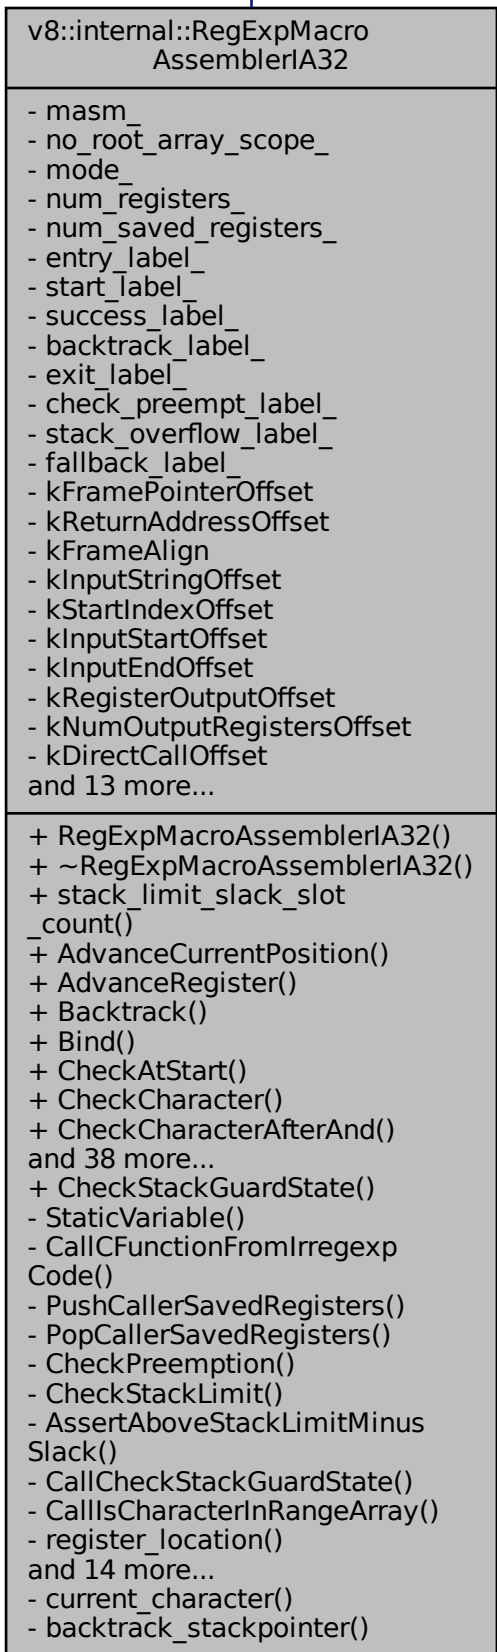 v8::internal::RegExpMacro
AssemblerIA32
- masm_
- no_root_array_scope_
- mode_
- num_registers_
- num_saved_registers_
- entry_label_
- start_label_
- success_label_
- backtrack_label_
- exit_label_
- check_preempt_label_
- stack_overflow_label_
- fallback_label_
- kFramePointerOffset
- kReturnAddressOffset
- kFrameAlign
- kInputStringOffset
- kStartIndexOffset
- kInputStartOffset
- kInputEndOffset
- kRegisterOutputOffset
- kNumOutputRegistersOffset
- kDirectCallOffset
and 13 more...
+ RegExpMacroAssemblerIA32()
+ ~RegExpMacroAssemblerIA32()
+ stack_limit_slack_slot
_count()
+ AdvanceCurrentPosition()
+ AdvanceRegister()
+ Backtrack()
+ Bind()
+ CheckAtStart()
+ CheckCharacter()
+ CheckCharacterAfterAnd()
and 38 more...
+ CheckStackGuardState()
- StaticVariable()
- CallCFunctionFromIrregexp
Code()
- PushCallerSavedRegisters()
- PopCallerSavedRegisters()
- CheckPreemption()
- CheckStackLimit()
- AssertAboveStackLimitMinus
Slack()
- CallCheckStackGuardState()
- CallIsCharacterInRangeArray()
- register_location()
and 14 more...
- current_character()
- backtrack_stackpointer()